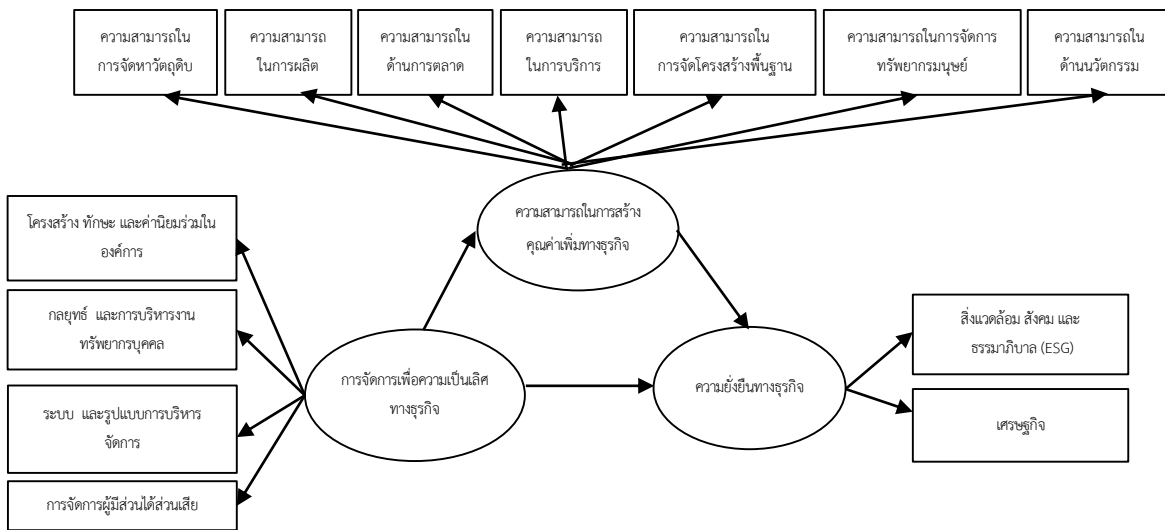 ความสามารถใน
การจัดหาวัตถุดิบ
ความสามารถ
ในการผลิต
ความสามารถใน
ด้านการตลาด
ความสามารถ
ในการบริการ
ความสามารถใน
การจัดโครงสร้างพื้นฐาน
ความสามารถในการจัดการ
ทรัพยากรมนุษย์
ความสามารถใน
ด้านนวัตกรรม
ความสามารถในการสร้าง
คุณค่าเพิ่มทางธุรกิจ
โครงสร้าง ทักษะ และค่านิยมร่วมใน
องค์การ
กลยุทธ์ และการบริหารงาน
ทรัพยากรบุคคล
ระบบ และรูปแบบการบริหาร
จัดการ
การจัดการผู้มีส่วนได้ส่วนเสีย
การจัดการเพื่อความเป็นเลิศ
ทางธุรกิจ
ความยั่งยืนทางธุรกิจ
สิ่งแวดล้อม สังคม และ
ธรรมาภิบาล (ESG)
เศรษฐกิจ